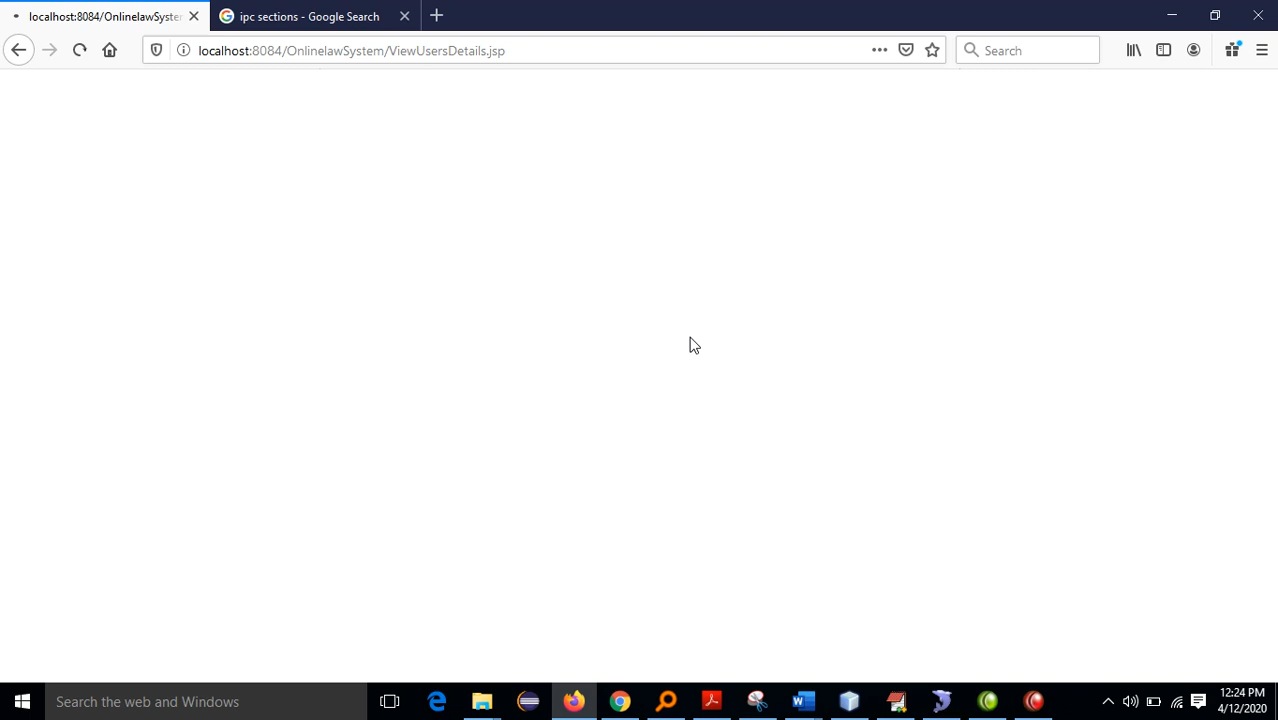 localhost:8084/OnlinelawSyste
ipc sections - Google Search
localhost:8084/OnlinelawSystem/ViewUsersDetails.jsp
Search
Search the web and Windows
12:24 PM
4/12/2020